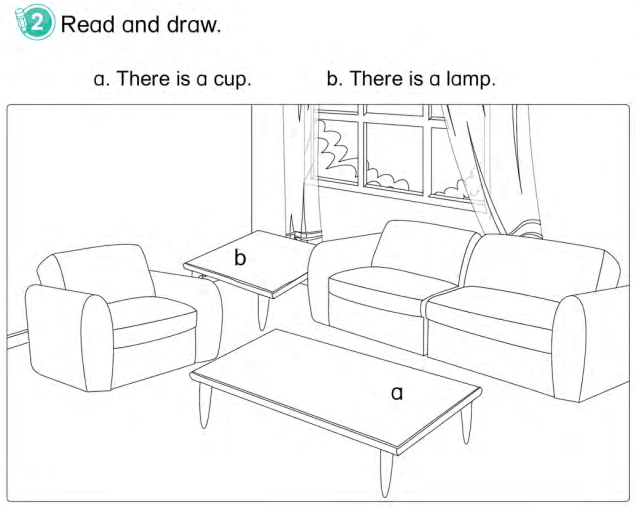 2 Read and draw.
a. There is a cup. b. There is a lamp.
b
a